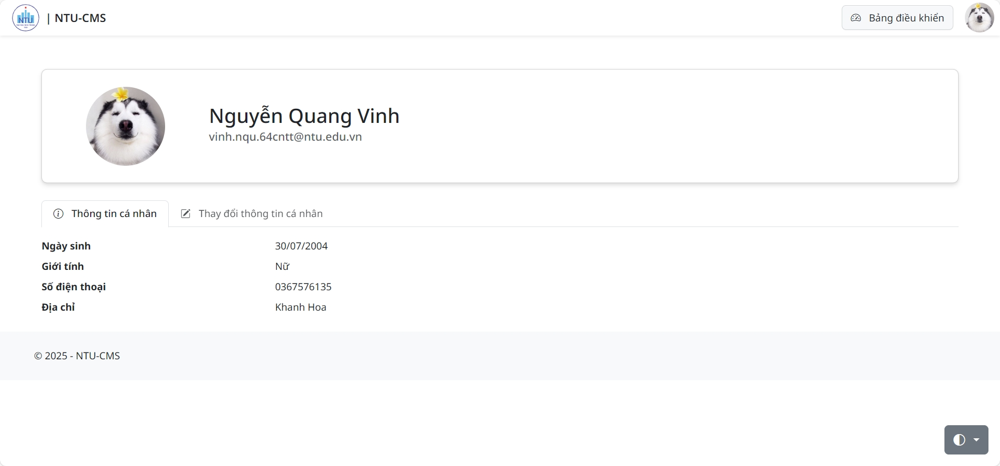 NTU
| NTU-CMS
Bảng điều khiển
Nguyễn Quang Vinh
vinh.nqu.64cntt@ntu.edu.vn
Thông tin cá nhân
Thay đổi thông tin cá nhân
Ngày sinh
30/07/2004
Giới tính
Nữ
Số điện thoại
0367576135
Địa chỉ
Khanh Hoa
© 2025 - NTU-CMS